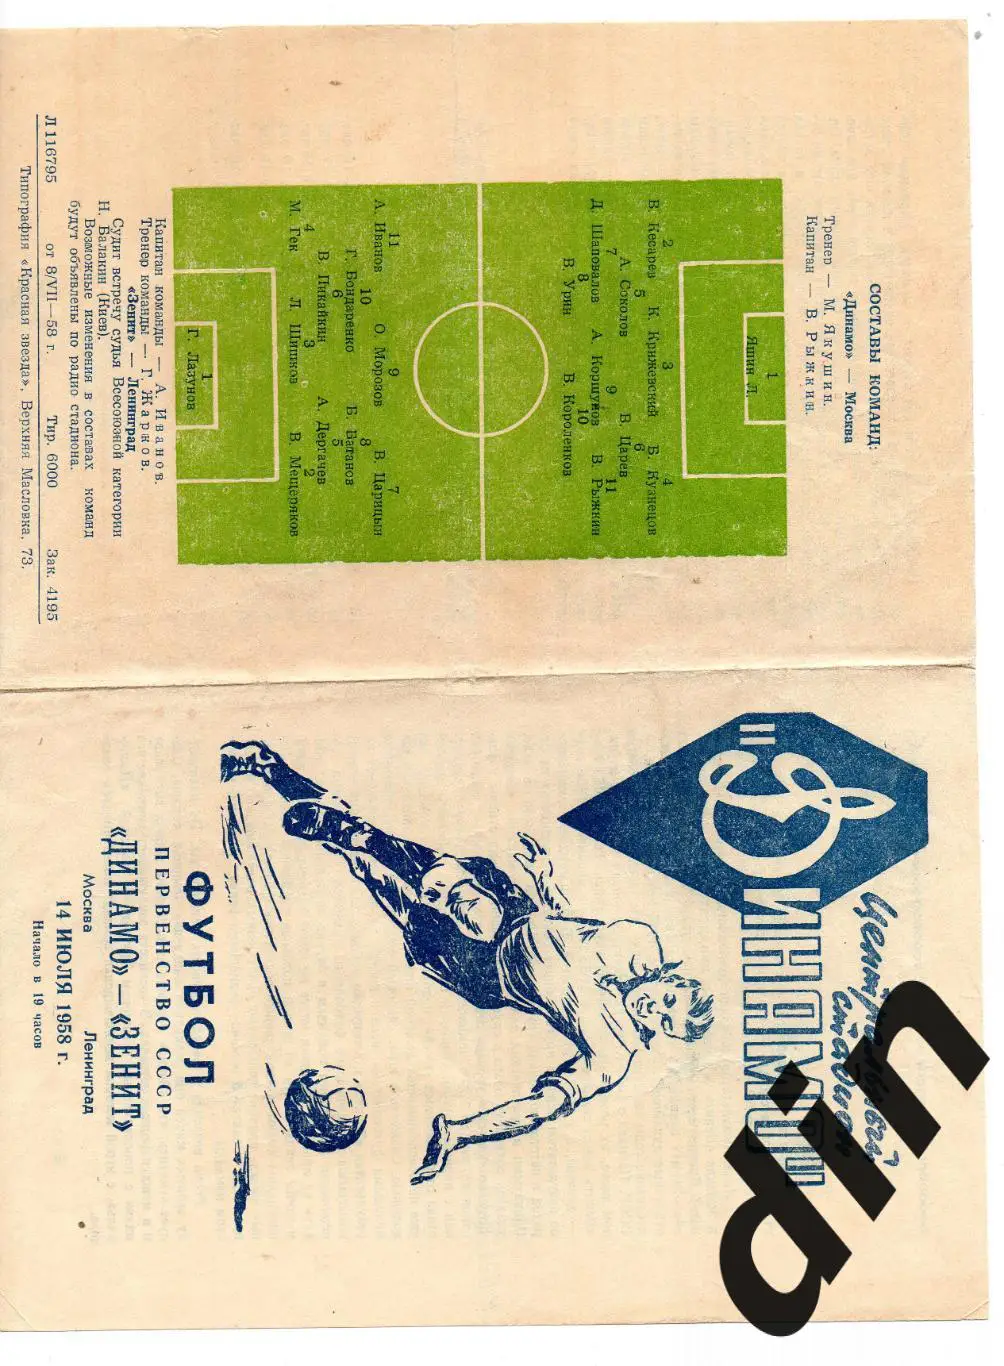 СОСТАВЫ КОМАНД:
«Динамо» — Москва
Тренер — М. Якушин.
Капитан — В. Рыжкин.
1
Яшин Л.
2 3 4
В. Кесарев К. Крижевский Б. Кузнецов
5 6
А. Соколов В. Царев
7 9 11
Д. Шаповалов А. Коршунов В. Рыжкин
8 10
В. Урин В. Короленков
11 9 7
А. Иванов О. Морозов В. Царицын
10 8
Г. Бондаренко Б. Батанов
6 5
В. Пикайкин А. Дергачев
4 3 2
М. Гек Л. Шишков В. Мещеряков
1
Г. Лазунов
Капитан команды — А. Иванов.
Тренер команды — Г. Жарков.
«Зенит» — Ленинград
Судит встречу судья Всесоюзной категории
Н. Балакин (Киев).
Возможные изменения в составах команд
будут объявлены по радио стадиона.
Л 116795 от 8/VII—58 г. Тир. 6000 Зак. 4195
Типография «Красная звезда», Верхняя Масловка, 73.
Центральный
стадион
"Динамо"
ФУТБОЛ
ПЕРВЕНСТВО СССР
«ДИНАМО» — «ЗЕНИТ»
Москва Ленинград
14 ИЮЛЯ 1958 г.
Начало в 19 часов
din